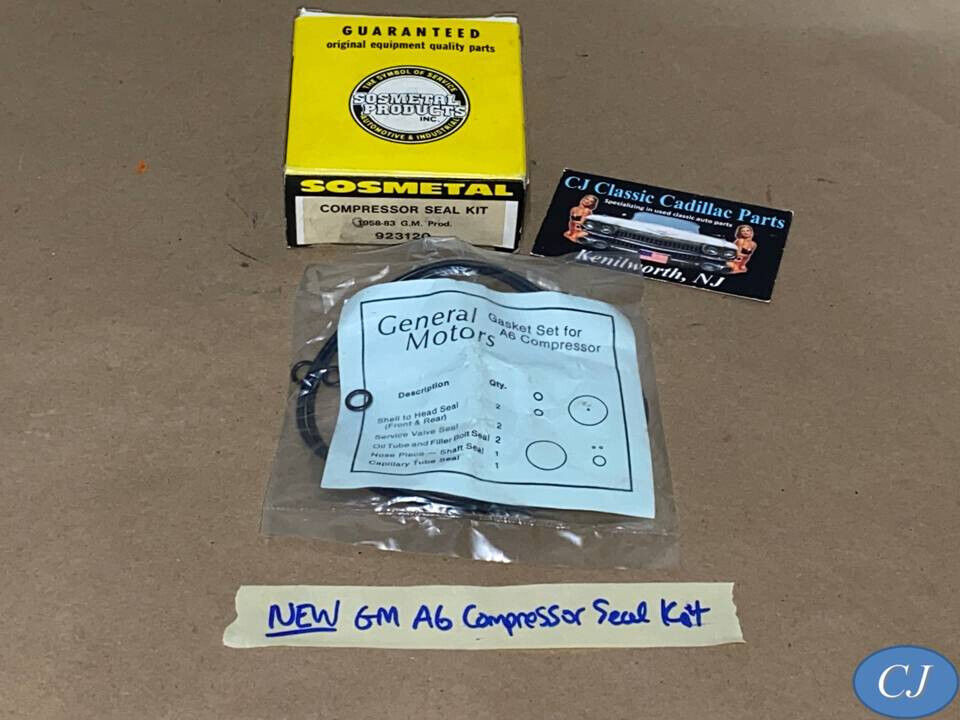 GUARANTEED
original equipment quality parts
THE SYMBOL OF SERVICE
SOSMETAL
PRODUCTS
INC.
AUTOMOTIVE & INDUSTRIAL
SOSMETAL
COMPRESSOR SEAL KIT
1958-83 G.M. Prod.
923120
CJ Classic Cadillac Parts
Specializing in used classic auto parts
Kenilworth, NJ
General Motors
Gasket Set for
A6 Compressor
Description Qty.
Shell to Head Seal 2
(Front & Rear)
Service Valve Seal 2
Oil Tube and Filler Bolt Seal 2
Nose Piece — Shaft Seal 1
Capillary Tube Seal 1
NEW GM A6 Compressor Seal Kit
CJ